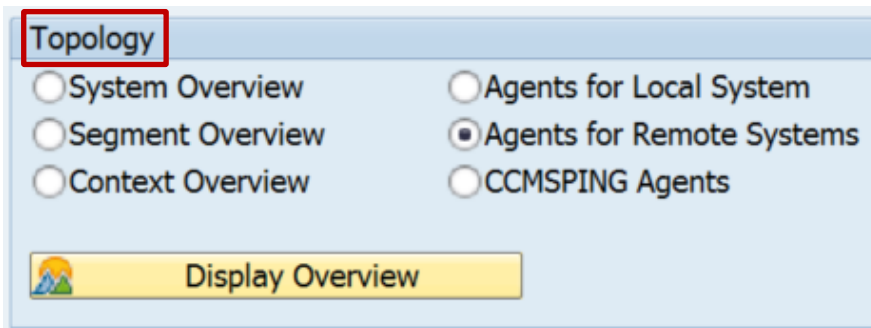 Topology
System Overview
Agents for Local System
Segment Overview
Agents for Remote Systems
Context Overview
CCMSPING Agents
Display Overview